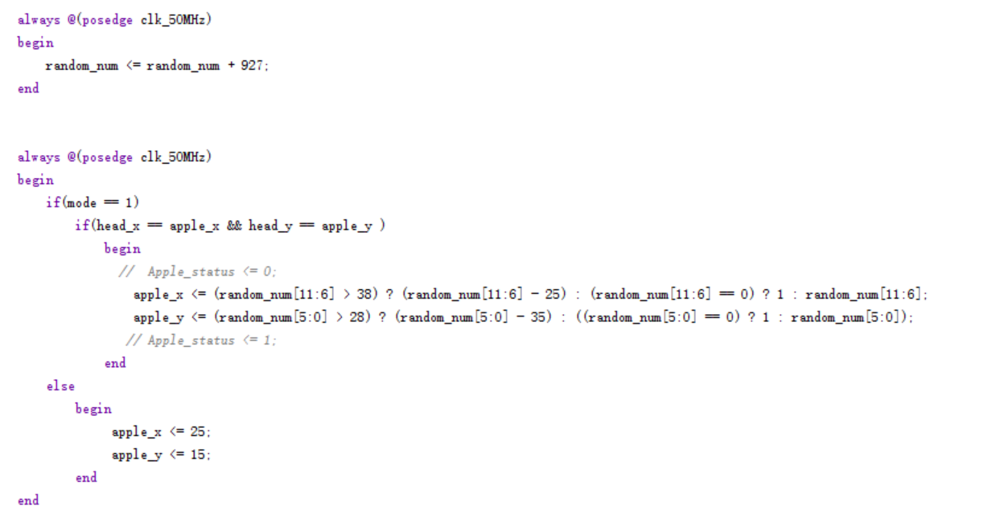 always @(posedge clk_50MHz)
begin
    random_num <= random_num + 927;
end
always @(posedge clk_50MHz)
begin
    if(mode == 1)
        if(head_x == apple_x && head_y == apple_y )
            begin
              //  Apple_status <= 0;
                apple_x <= (random_num[11:6] > 38) ? (random_num[11:6] - 25) : (random_num[11:6] == 0) ? 1 : random_num[11:6];
                apple_y <= (random_num[5:0] > 28) ? (random_num[5:0] - 35) : ((random_num[5:0] == 0) ? 1 : random_num[5:0]);
               // Apple_status <= 1;
            end
    else
        begin
             apple_x <= 25;
             apple_y <= 15;
        end
end